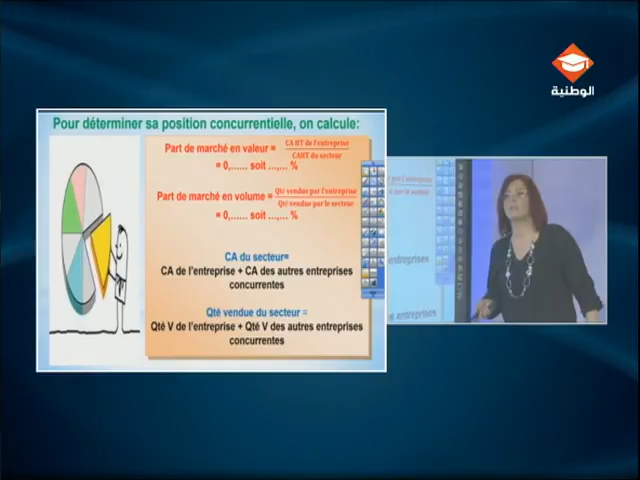 الوطنية
Pour déterminer sa position concurrentielle, on calcule:
Part de marché en valeur = CA HT de l'entreprise
CAHT du secteur
= 0,...... soit ...,... %
Part de marché en volume = Qté vendue par l'entreprise
Qté vendue par le secteur
= 0,...... soit ...,... %
CA du secteur=
CA de l'entreprise + CA des autres entreprises
concurrentes
Qté vendue du secteur =
Qté V de l'entreprise + Qté V des autres entreprises
concurrentes
entreprises
entreprises